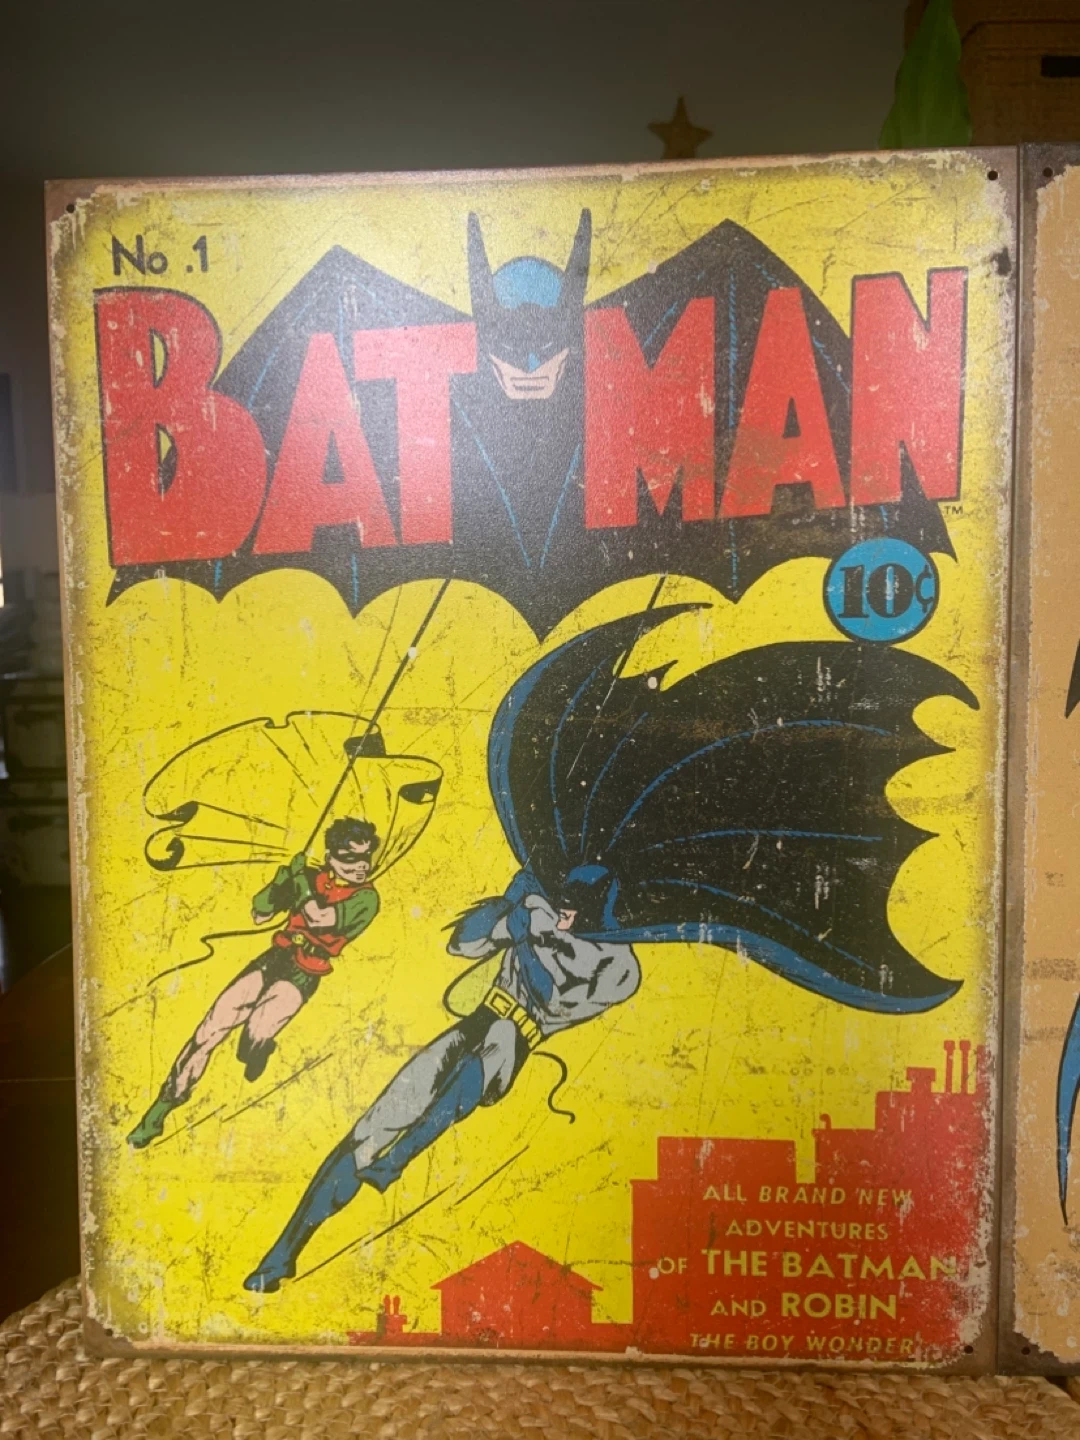 No .1
BATMAN
TM
10¢
ALL BRAND NEW
ADVENTURES
OF THE BATMAN
AND ROBIN
THE BOY WONDER